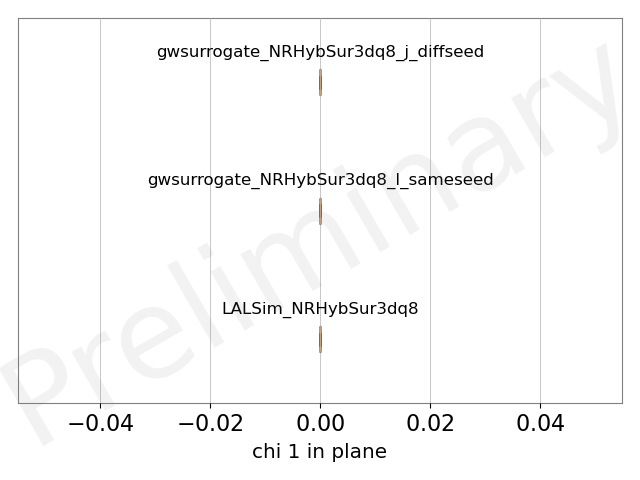 gwsurrogate_NRHybSur3dq8_j_diffseed
gwsurrogate_NRHybSur3dq8_l_sameseed
LALSim_NRHybSur3dq8
Preliminary
−0.04 −0.02 0.00 0.02 0.04
chi 1 in plane